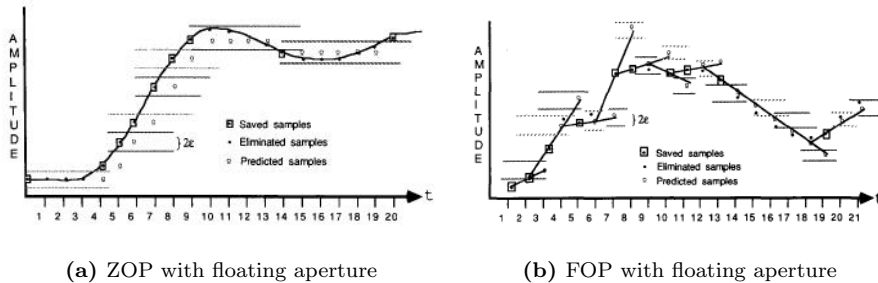 AMPLITUDE
Saved samples
Eliminated samples
Predicted samples
}2ε
t
1 2 3 4 5 6 7 8 9 10 11 12 13 14 15 16 17 18 19 20
(a) ZOP with floating aperture
AMPLITUDE
}2ε
Saved samples
Eliminated samples
Predicted samples
t
1 2 3 4 5 6 7 8 9 10 11 12 13 14 15 16 17 18 19 20 21
(b) FOP with floating aperture